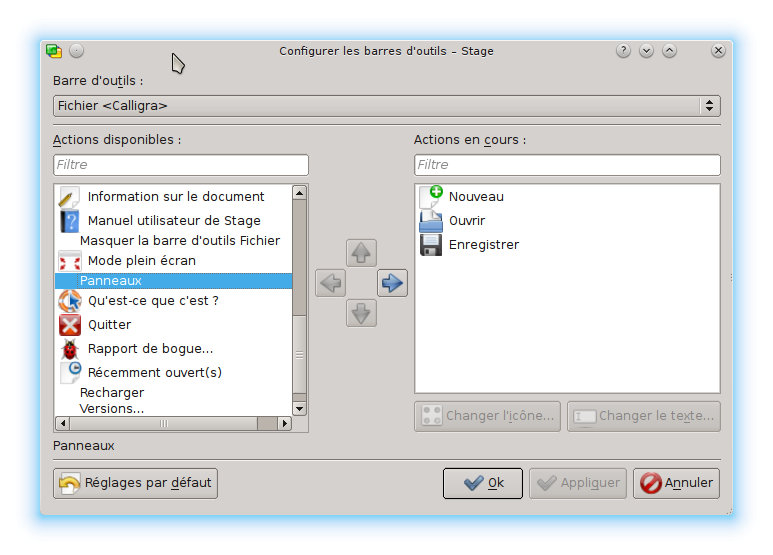 Configurer les barres d'outils – Stage
Barre d'outils :
Fichier <Calligra>
Actions disponibles :
Filtre
Information sur le document
Manuel utilisateur de Stage
Masquer la barre d'outils Fichier
Mode plein écran
Panneaux
Qu'est-ce que c'est ?
Quitter
Rapport de bogue...
Récemment ouvert(s)
Recharger
Versions...
Actions en cours :
Filtre
Nouveau
Ouvrir
Enregistrer
Changer l'icône...
Changer le texte...
Panneaux
Réglages par défaut
Ok
Appliquer
Annuler